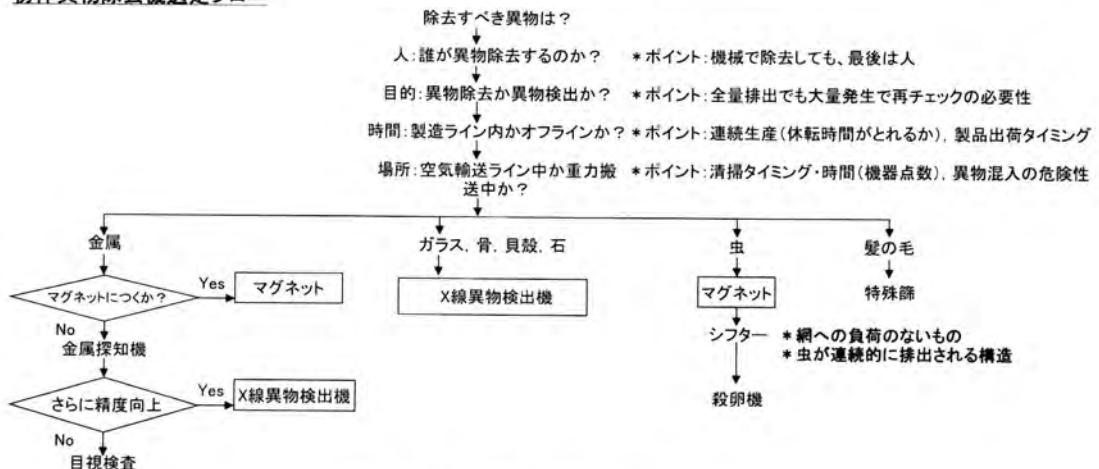 除去すべき異物は？
人：誰が異物除去するのか？　＊ポイント：機械で除去しても、最後は人
目的：異物除去か異物検出か？　＊ポイント：全量排出でも大量発生で再チェックの必要性
時間：製造ライン内かオフラインか？　＊ポイント：連続生産（休転時間がとれるか），製品出荷タイミング
場所：空気輸送ライン中か重力搬　＊ポイント：清掃タイミング・時間（機器点数），異物混入の危険性
送中か？
金属
ガラス，骨，貝殻，石
虫
髪の毛
マグネットにつくか？
Yes
マグネット
X線異物検出機
マグネット
特殊篩
No
金属探知機
シフター　＊網への負荷のないもの
＊虫が連続的に排出される構造
さらに精度向上
Yes
X線異物検出機
殺卵機
No
目視検査